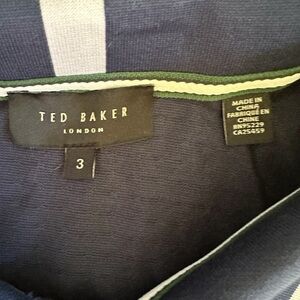 TED BAKER
LONDON
3
MADE IN
CHINA
FABRIQUÉ EN
CHINE
RN95229
CA25459